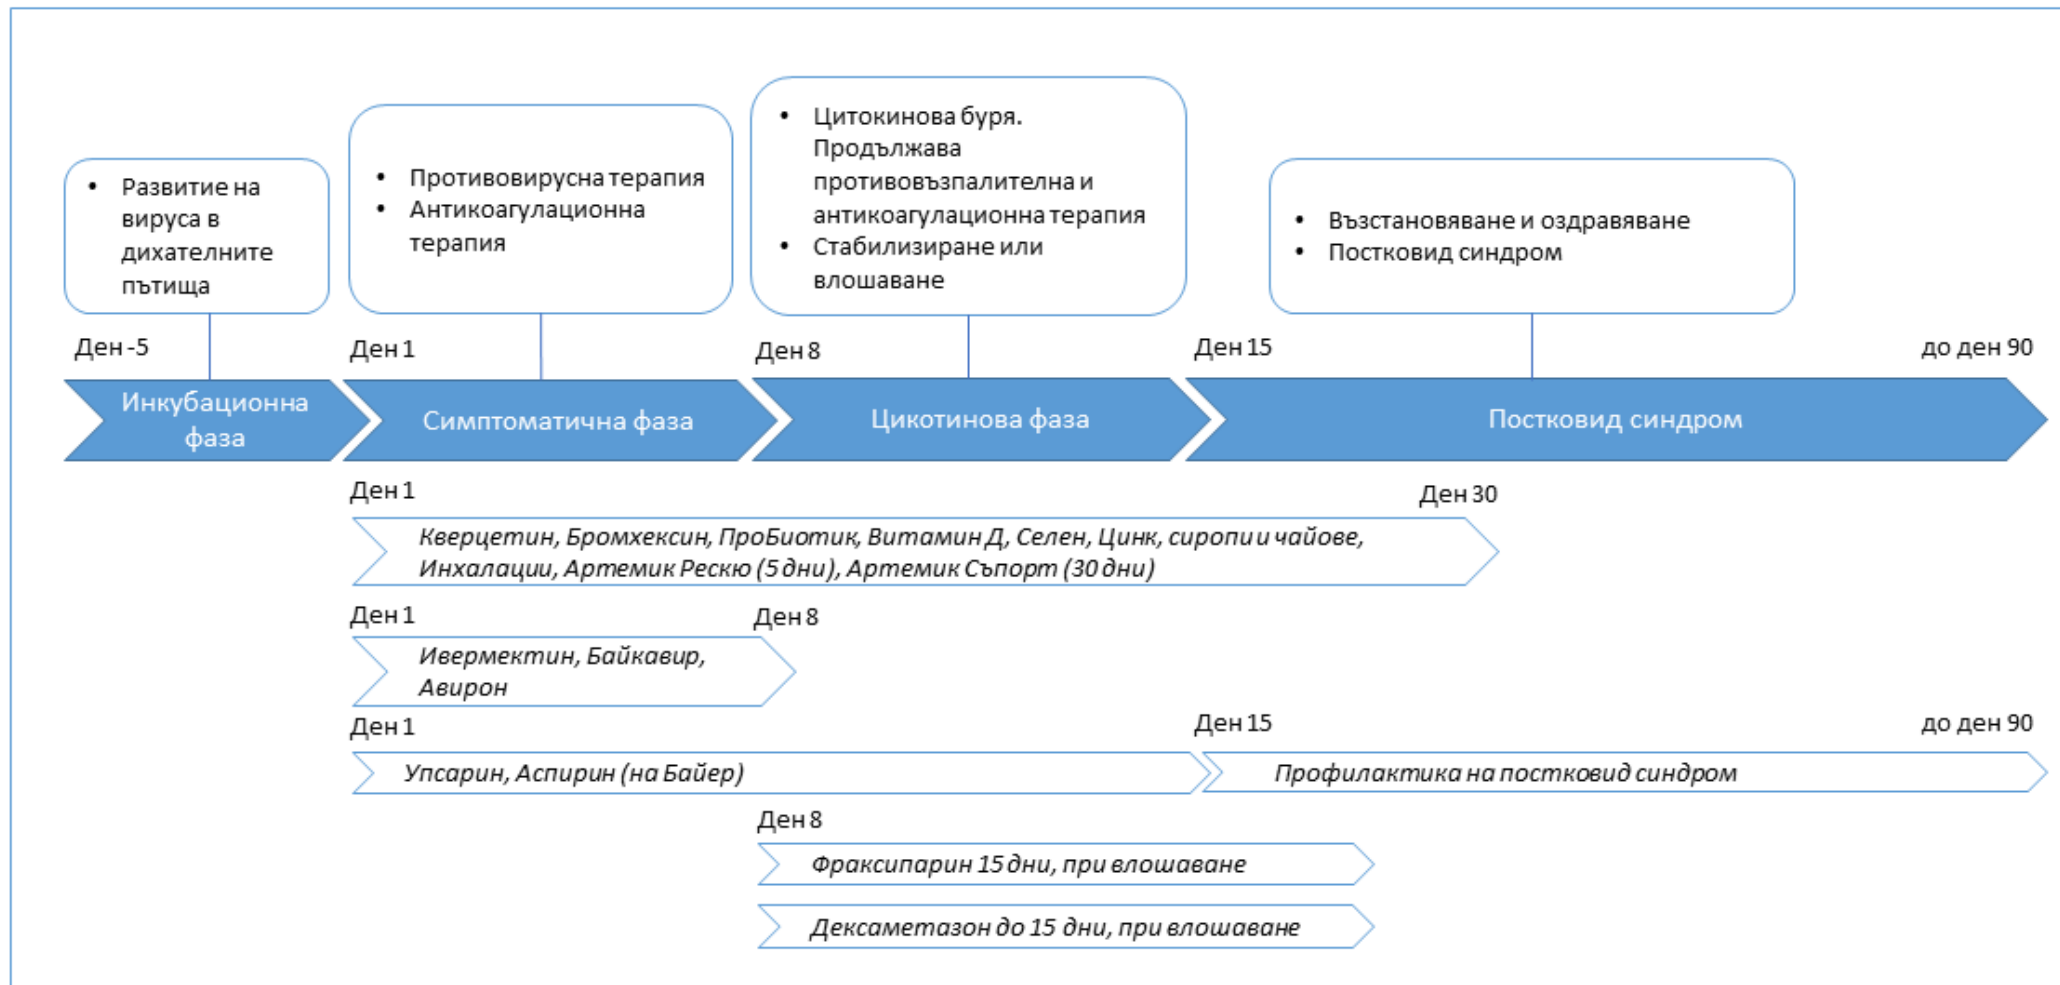 • Развитие на
вируса в
дихателните
пътища
• Противовирусна терапия
• Антикоагулационна
терапия
• Цитокинова буря.
Продължава
противовъзпалителна и
антикоагулационна терапия
• Стабилизиране или
влошаване
• Възстановяване и оздравяване
• Постковид синдром
Ден -5
Ден 1
Ден 8
Ден 15
до ден 90
Инкубационна
фаза
Симптоматична фаза
Цикотинова фаза
Постковид синдром
Ден 1
Ден 30
Кверцетин, Бромхексин, ПроБиотик, Витамин Д, Селен, Цинк, сиропи и чайове,
Инхалации, Артемик Рескю (5 дни), Артемик Съпорт (30 дни)
Ден 1
Ден 8
Ивермектин, Байкавир,
Авирон
Ден 1
Ден 15
до ден 90
Упсарин, Аспирин (на Байер)
Профилактика на постковид синдром
Ден 8
Фраксипарин 15 дни, при влошаване
Дексаметазон до 15 дни, при влошаване